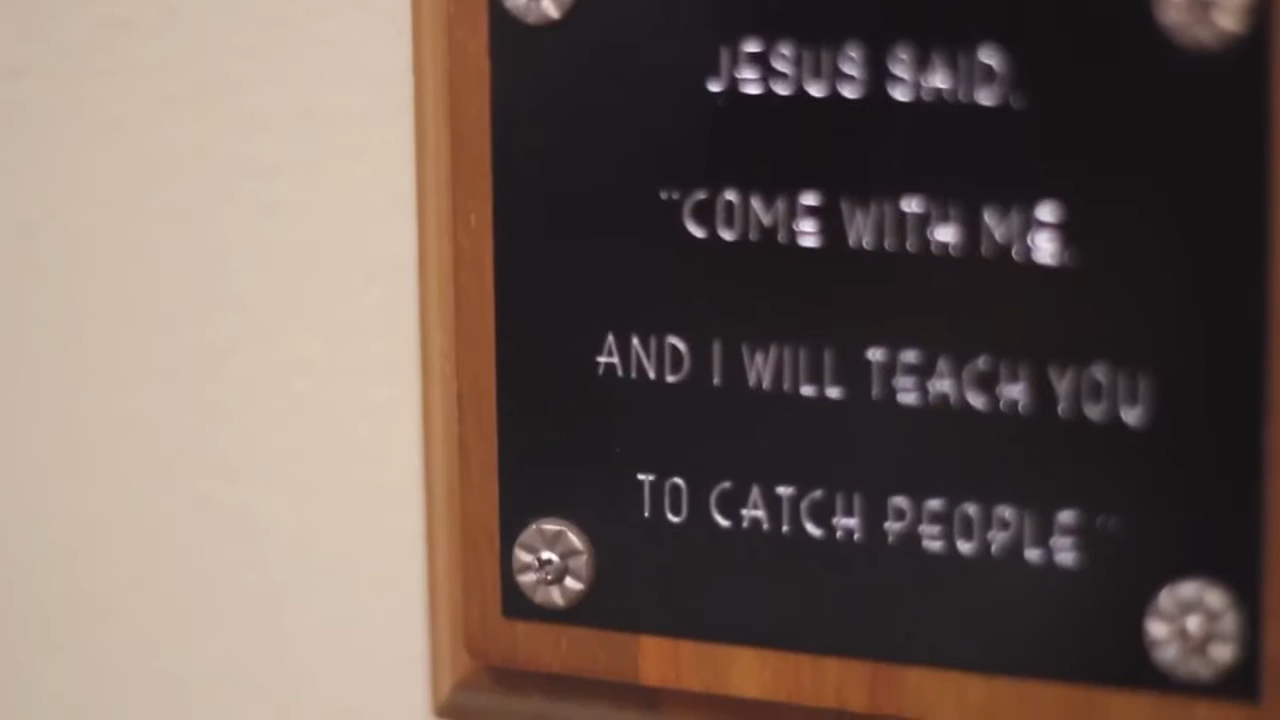 JESUS SAID,
"COME WITH ME,
AND I WILL TEACH YOU
TO CATCH PEOPLE"